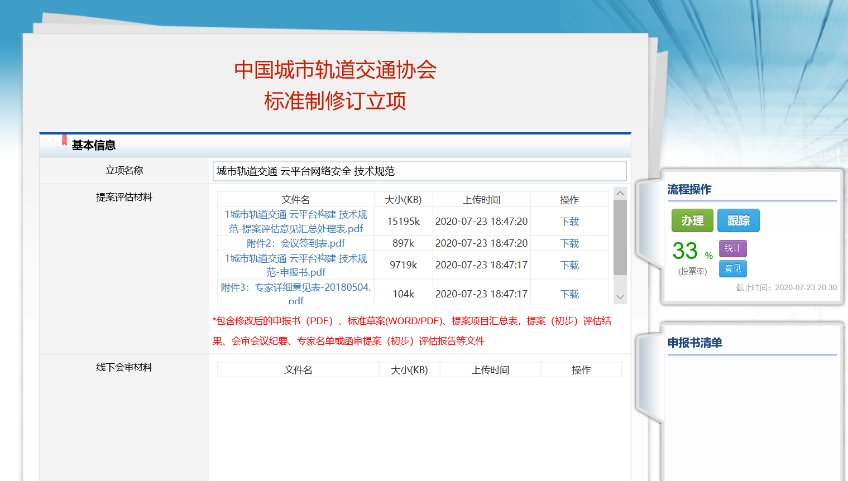 中国城市轨道交通协会
标准制修订立项
基本信息
立项名称 城市轨道交通 云平台网络安全 技术规范
提案评估材料
文件名 大小(KB) 上传时间 操作
1城市轨道交通 云平台构建 技术规
范-提案评估意见汇总处理表.pdf
15195k 2020-07-23 18:47:20 下载
附件2：会议签到表.pdf 897k 2020-07-23 18:47:20 下载
1城市轨道交通 云平台构建 技术规
范-申报书.pdf
9719k 2020-07-23 18:47:17 下载
附件3：专家详细意见表-20180504.
pdf
104k 2020-07-23 18:47:17 下载
*包含修改后的申报书（PDF）、标准草案(WORD/PDF)、提案项目汇总表，提案（初步）评估结
果、会审会议纪要、专家名单或函审提案（初步）评估报告等文件
线下会审材料
文件名 大小(KB) 上传时间 操作
流程操作
办理 跟踪
33 % 统计
(投票率) 意见
截止时间：2020-07-23 20:30
申报书清单